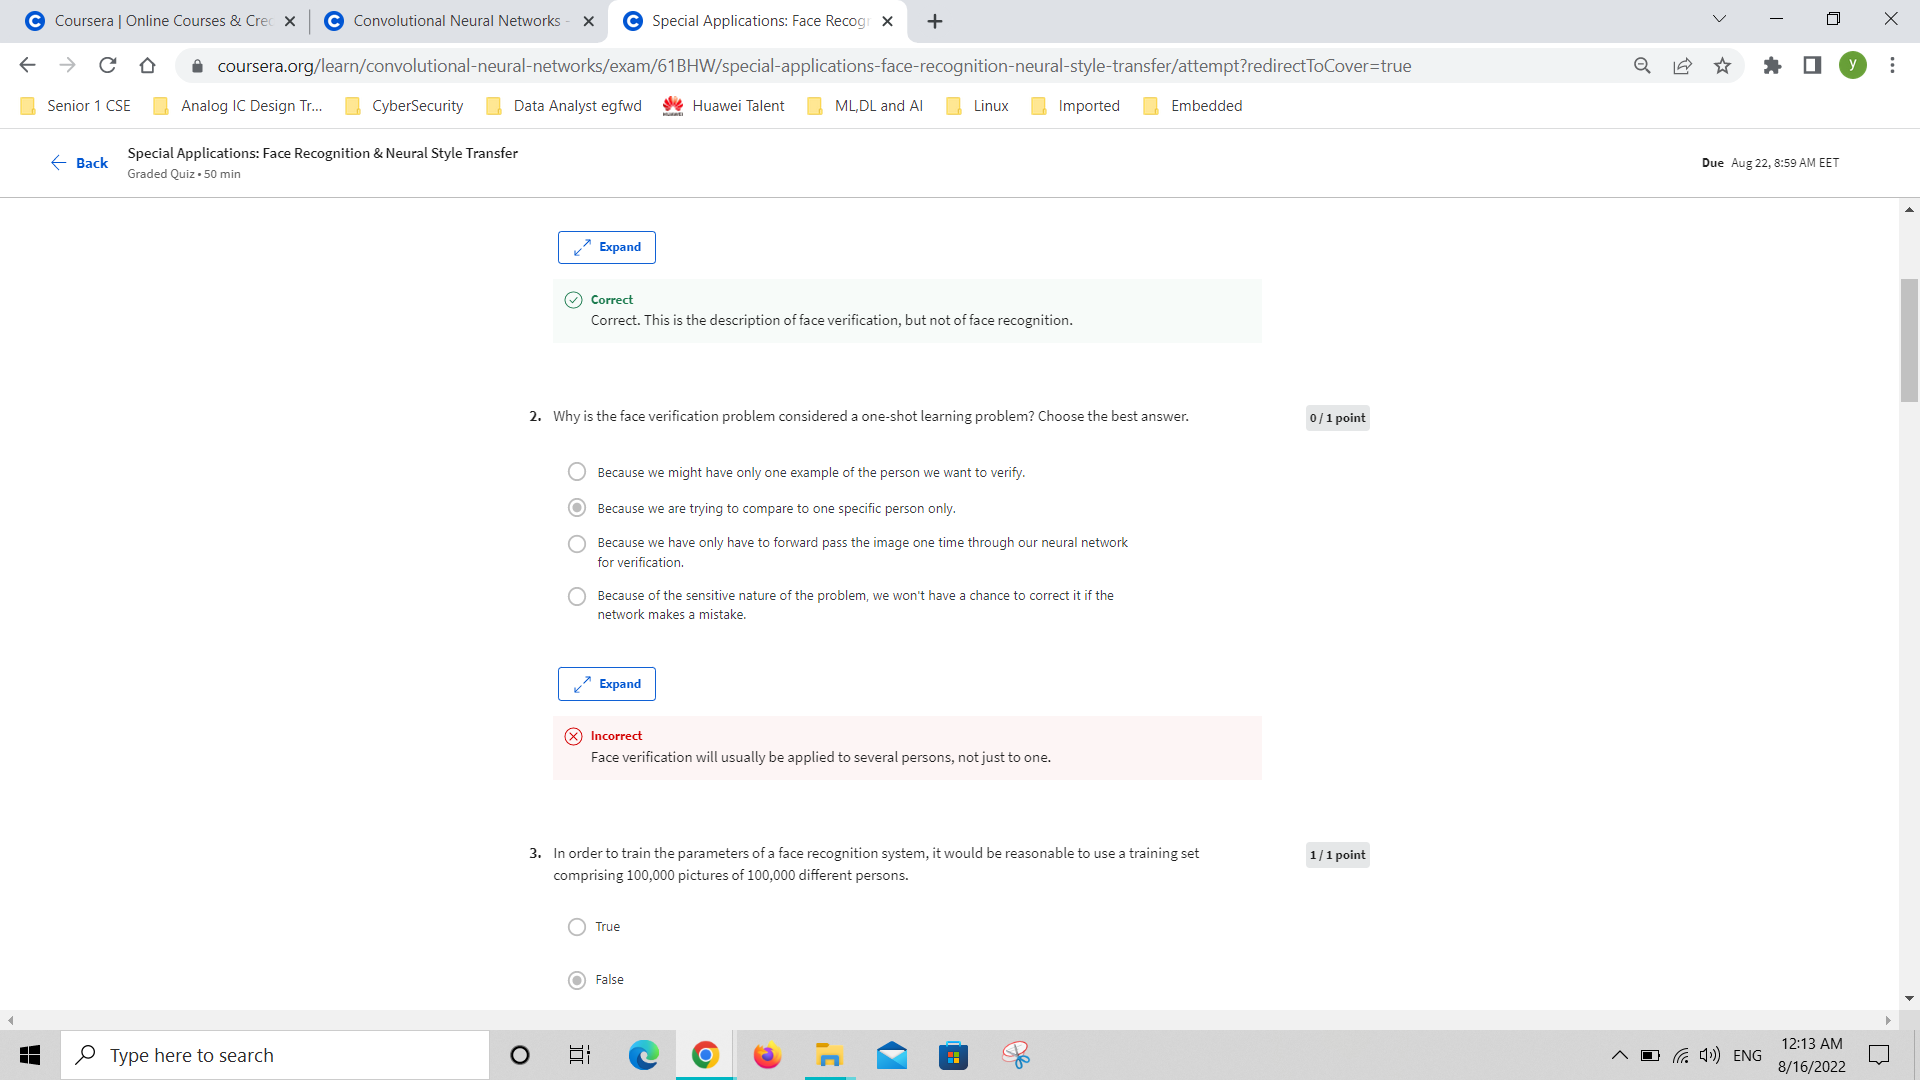 Coursera | Online Courses & Cre
Convolutional Neural Networks -
Special Applications: Face Recog
coursera.org/learn/convolutional-neural-networks/exam/61BHW/special-applications-face-recognition-neural-style-transfer/attempt?redirectToCover=true
y
Senior 1 CSE
Analog IC Design Tr...
CyberSecurity
Data Analyst egfwd
Huawei Talent
ML,DL and AI
Linux
Imported
Embedded
Back
Special Applications: Face Recognition & Neural Style Transfer
Graded Quiz • 50 min
Due Aug 22, 8:59 AM EET
Expand
Correct
Correct. This is the description of face verification, but not of face recognition.
2. Why is the face verification problem considered a one-shot learning problem? Choose the best answer.
0 / 1 point
Because we might have only one example of the person we want to verify.
Because we are trying to compare to one specific person only.
Because we have only have to forward pass the image one time through our neural network
for verification.
Because of the sensitive nature of the problem, we won't have a chance to correct it if the
network makes a mistake.
Expand
Incorrect
Face verification will usually be applied to several persons, not just to one.
3. In order to train the parameters of a face recognition system, it would be reasonable to use a training set
comprising 100,000 pictures of 100,000 different persons.
1 / 1 point
True
False
Type here to search
ENG
12:13 AM
8/16/2022